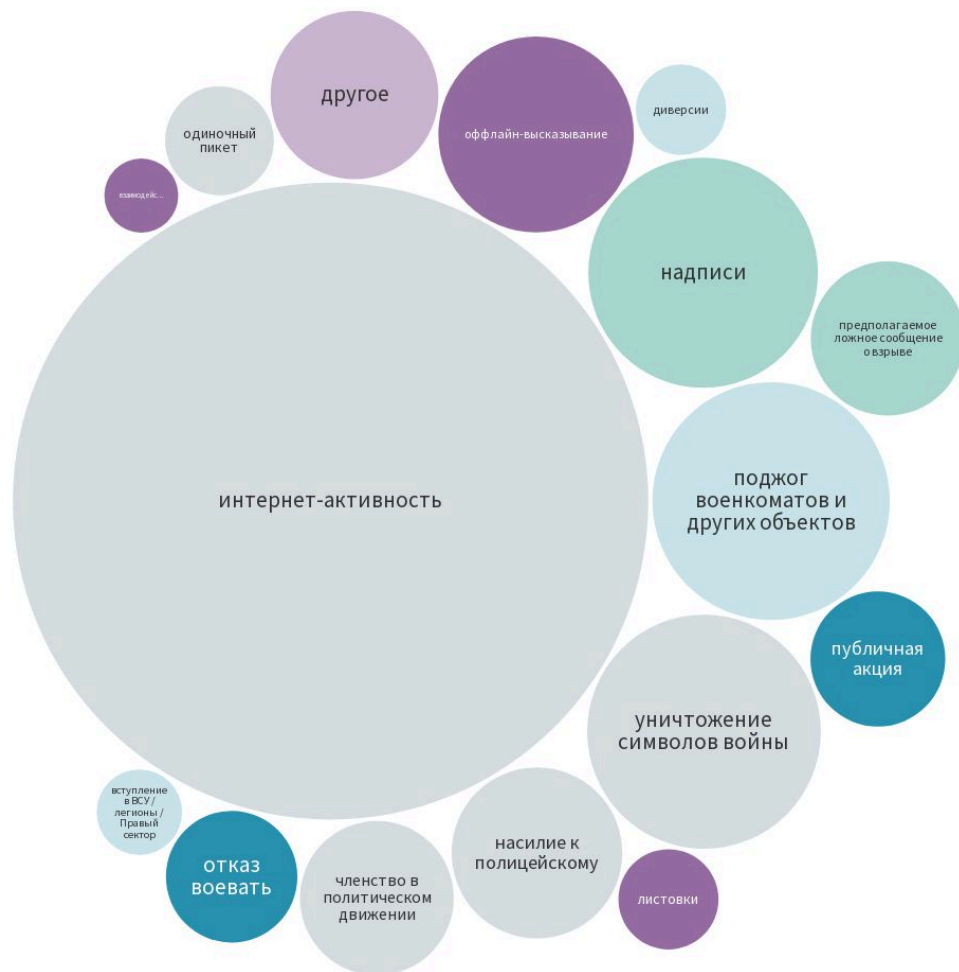 другое
оффлайн-высказывание
диверсии
одиночный
пикет
взаимодейс...
надписи
предполагаемое
ложное сообщение
о взрыве
интернет-активность
поджог
военкоматов и
других объектов
публичная
акция
уничтожение
символов войны
вступление
в ВСУ /
легионы /
Правый
сектор
отказ
воевать
членство в
политическом
движении
насилие к
полицейскому
листовки